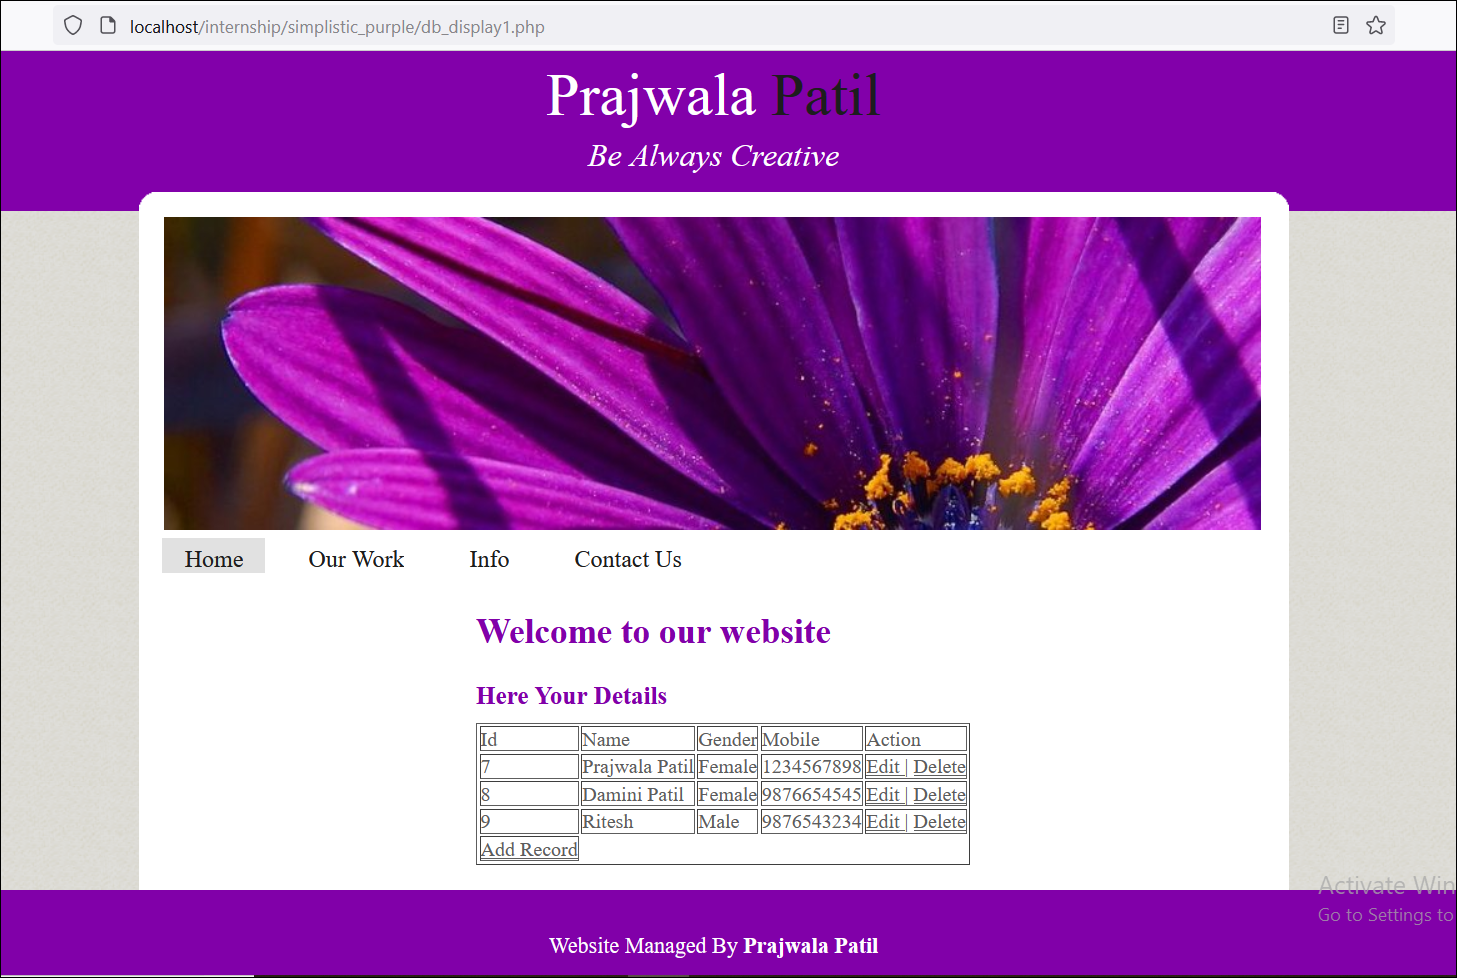 localhost/internship/simplistic_purple/db_display1.php
Prajwala Patil
Be Always Creative
Home Our Work Info Contact Us
Welcome to our website
Here Your Details
Id Name Gender Mobile Action
7 Prajwala Patil Female 1234567898 Edit | Delete
8 Damini Patil Female 9876654545 Edit | Delete
9 Ritesh Male 9876543234 Edit | Delete
Add Record
Activate Win
Go to Settings to
Website Managed By Prajwala Patil